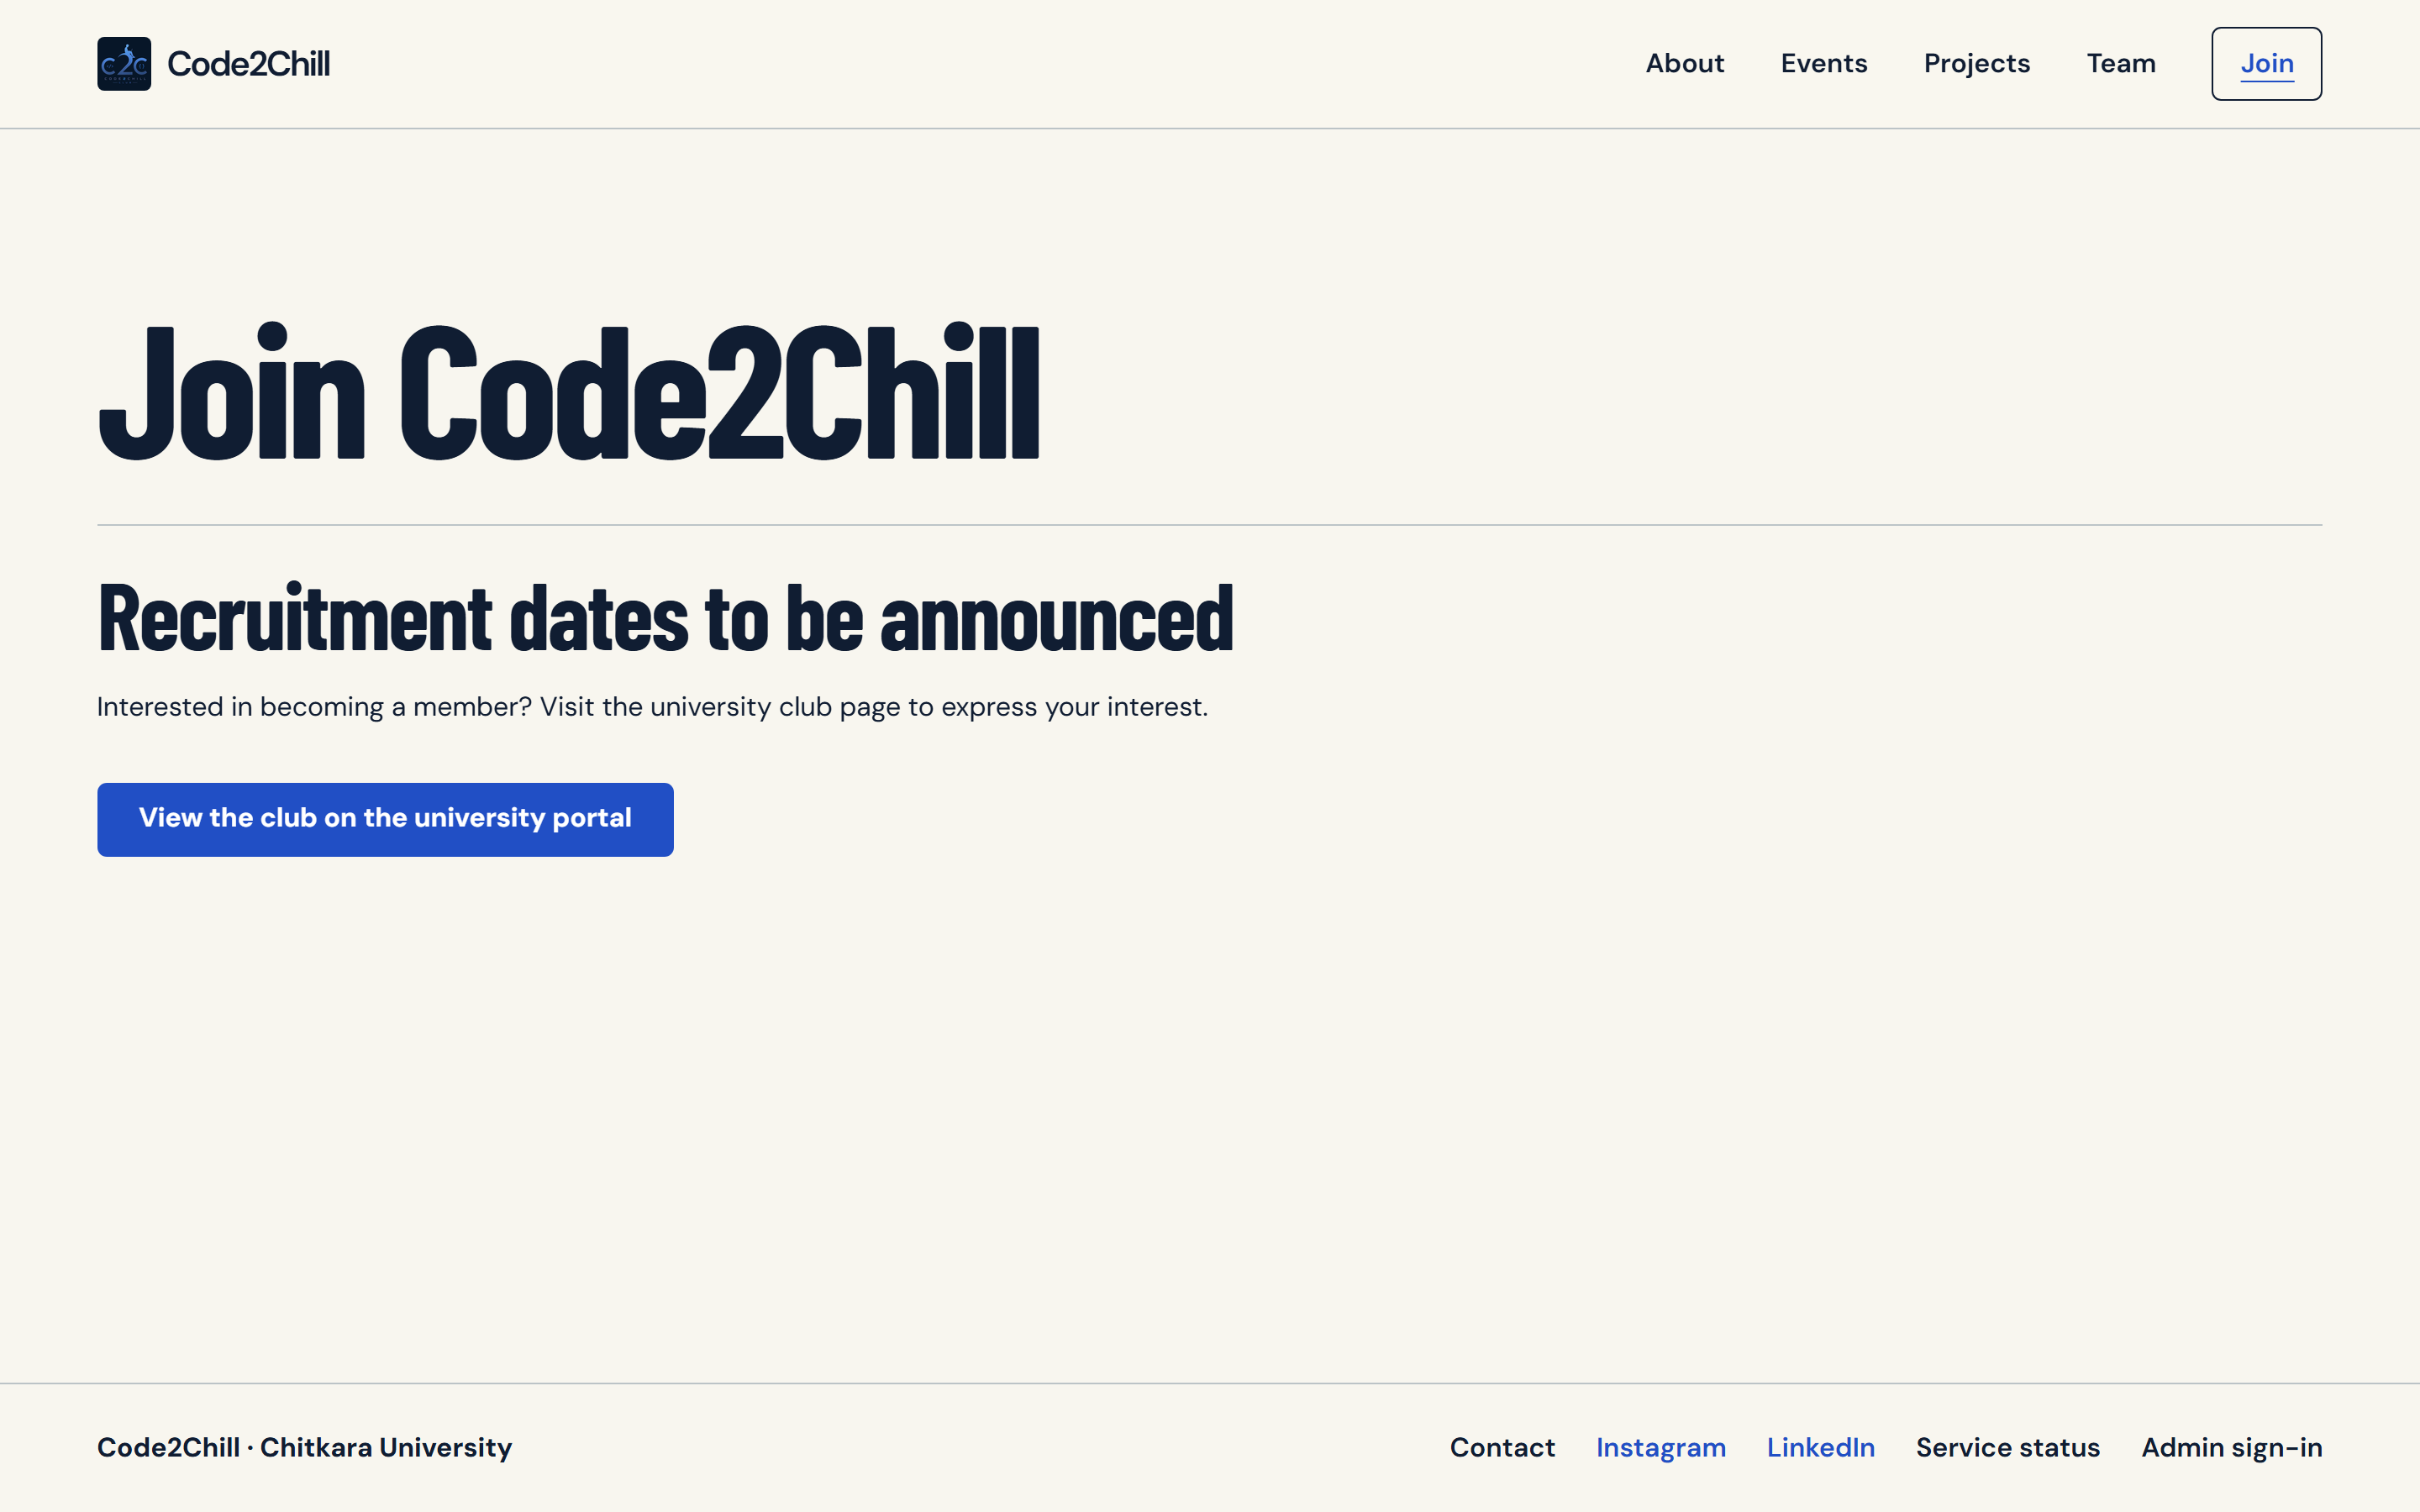 C2C
Code2Chill
About
Events
Projects
Team
Join
Join Code2Chill
Recruitment dates to be announced
Interested in becoming a member? Visit the university club page to express your interest.
View the club on the university portal
Code2Chill · Chitkara University
Contact
Instagram
LinkedIn
Service status
Admin sign-in